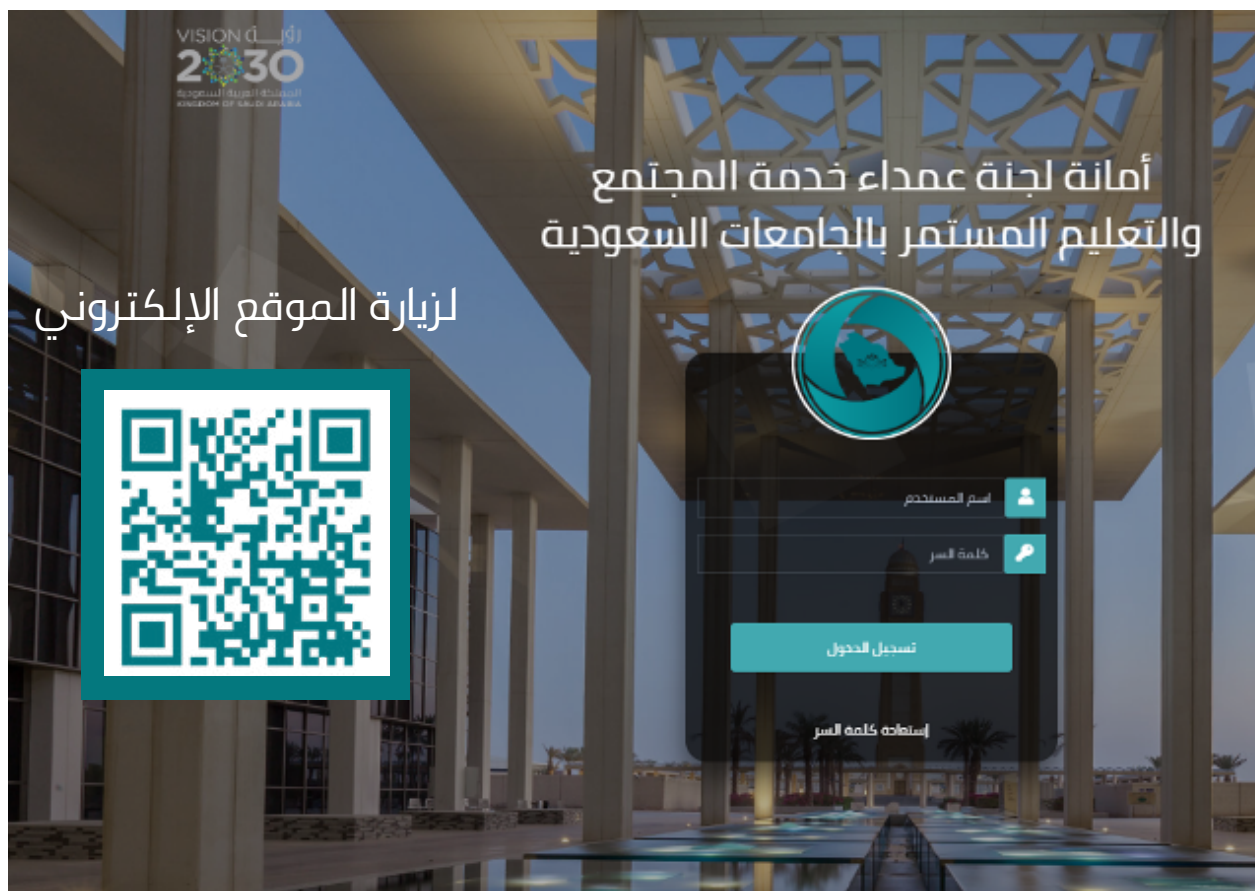 VISION رؤيــة
2030
المملكة العربية السعودية
KINGDOM OF SAUDI ARABIA
أمانة لجنة عمداء خدمة المجتمع
والتعليم المستمر بالجامعات السعودية
لزيارة الموقع الإلكتروني
اسم المستخدم
كلمة السر
تسجيل الدخول
إستعادة كلمة السر